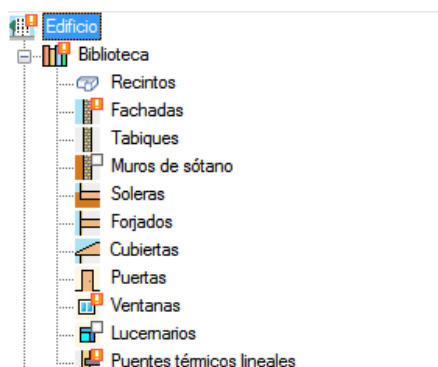 Edificio
Biblioteca
Recintos
Fachadas
Tabiques
Muros de sótano
Soleras
Forjados
Cubiertas
Puertas
Ventanas
Lucernarios
Puentes térmicos lineales